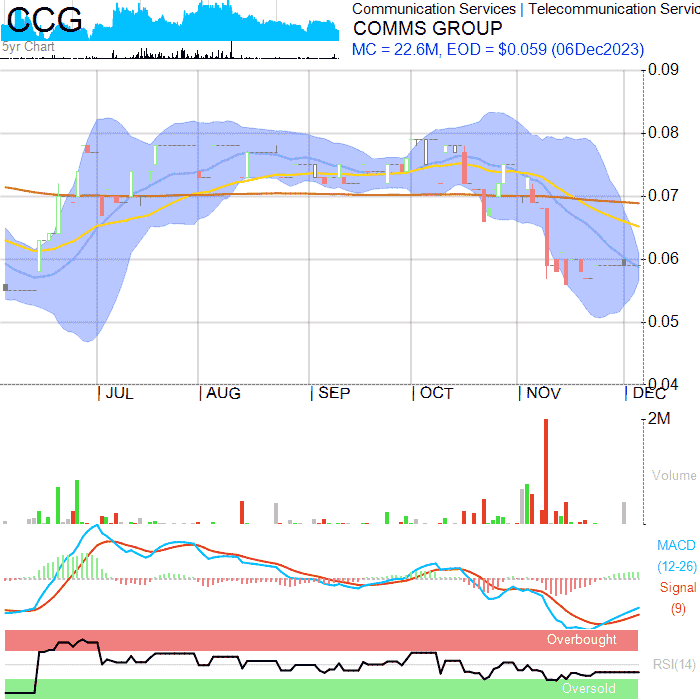 CCG
5yr Chart
Communication Services | Telecommunication Servic
COMMS GROUP
MC = 22.6M, EOD = $0.059 (06Dec2023)
0.09
0.08
0.07
0.06
0.05
0.04
JUL AUG SEP OCT NOV DEC
2M
Volume
MACD
(12-26)
Signal
(9)
Overbought
RSI(14)
Oversold